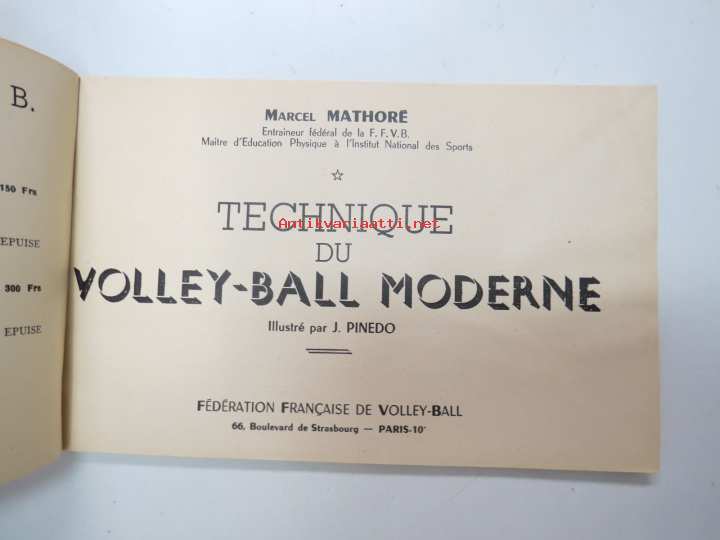 B.
150 Frs
EPUISE
300 Frs
EPUISE
MARCEL MATHORÉ
Entraineur fédéral de la F. F. V. B.
Maître d'Education Physique à l'Institut National des Sports
TECHNIQUE
Antikvariaatti.net
DU
VOLLEY-BALL MODERNE
Illustré par J. PINEDO
FÉDÉRATION FRANÇAISE DE VOLLEY-BALL
66, Boulevard de Strasbourg — PARIS-10ᵉ